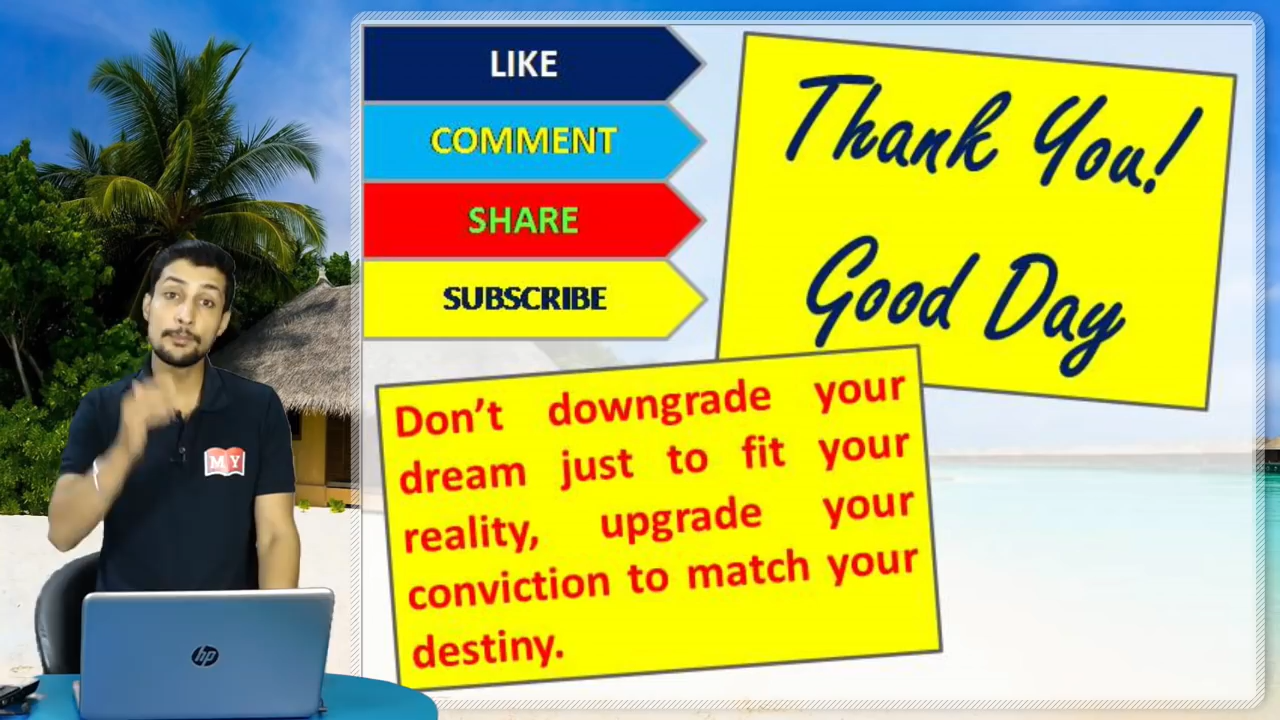 LIKE
COMMENT
SHARE
SUBSCRIBE
Thank You!
Good Day
Don't downgrade your
dream just to fit your
reality, upgrade your
conviction to match your
destiny.
MY
hp